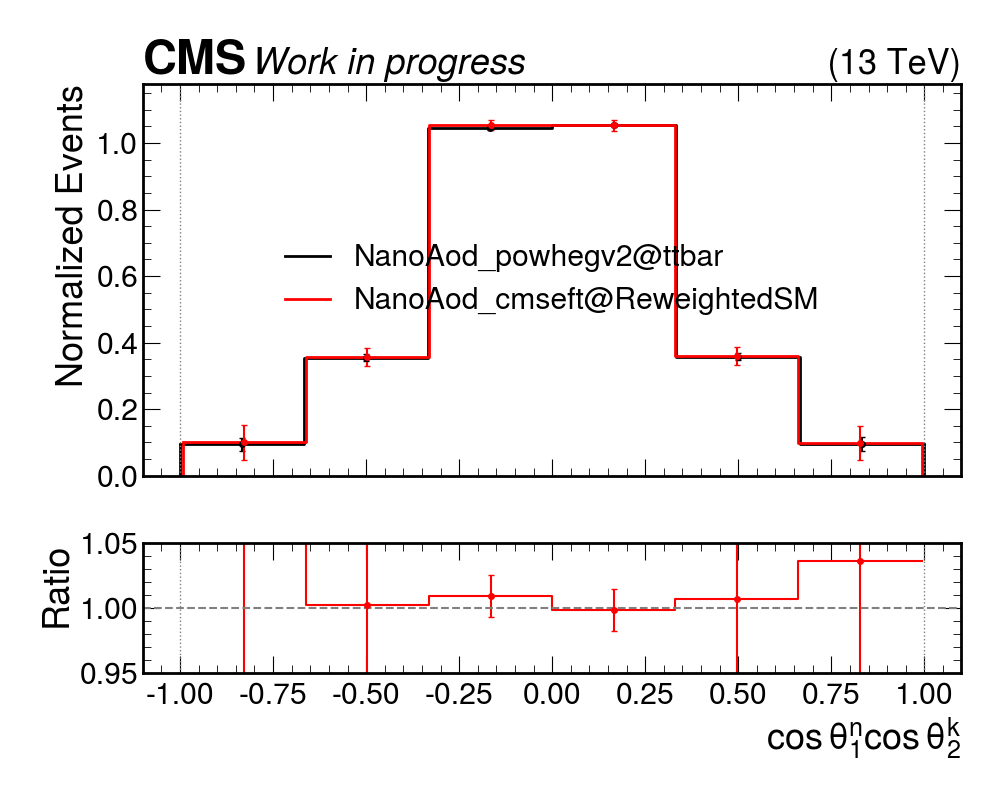 CMS Work in progress (13 TeV)
Normalized Events
1.0
0.8
0.6
0.4
0.2
0.0
NanoAod_powhegv2@ttbar
NanoAod_cmseft@ReweightedSM
Ratio
1.05
1.00
0.95
-1.00 -0.75 -0.50 -0.25 0.00 0.25 0.50 0.75 1.00
cos θ₁ⁿcos θ₂ᵏ